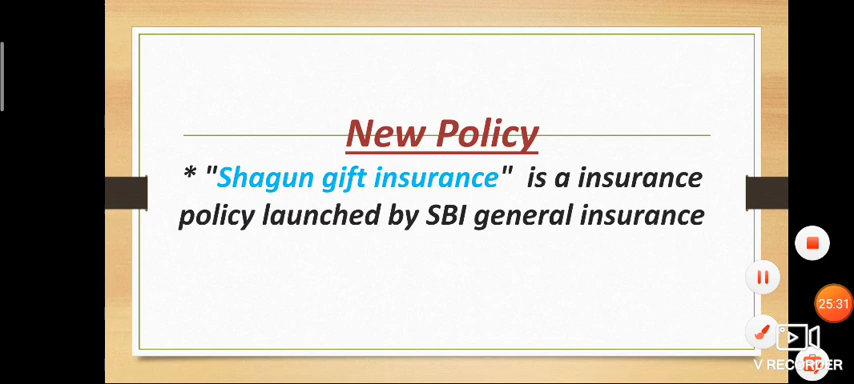 New Policy
* "Shagun gift insurance" is a insurance
policy launched by SBI general insurance
25:31
V RECORDER